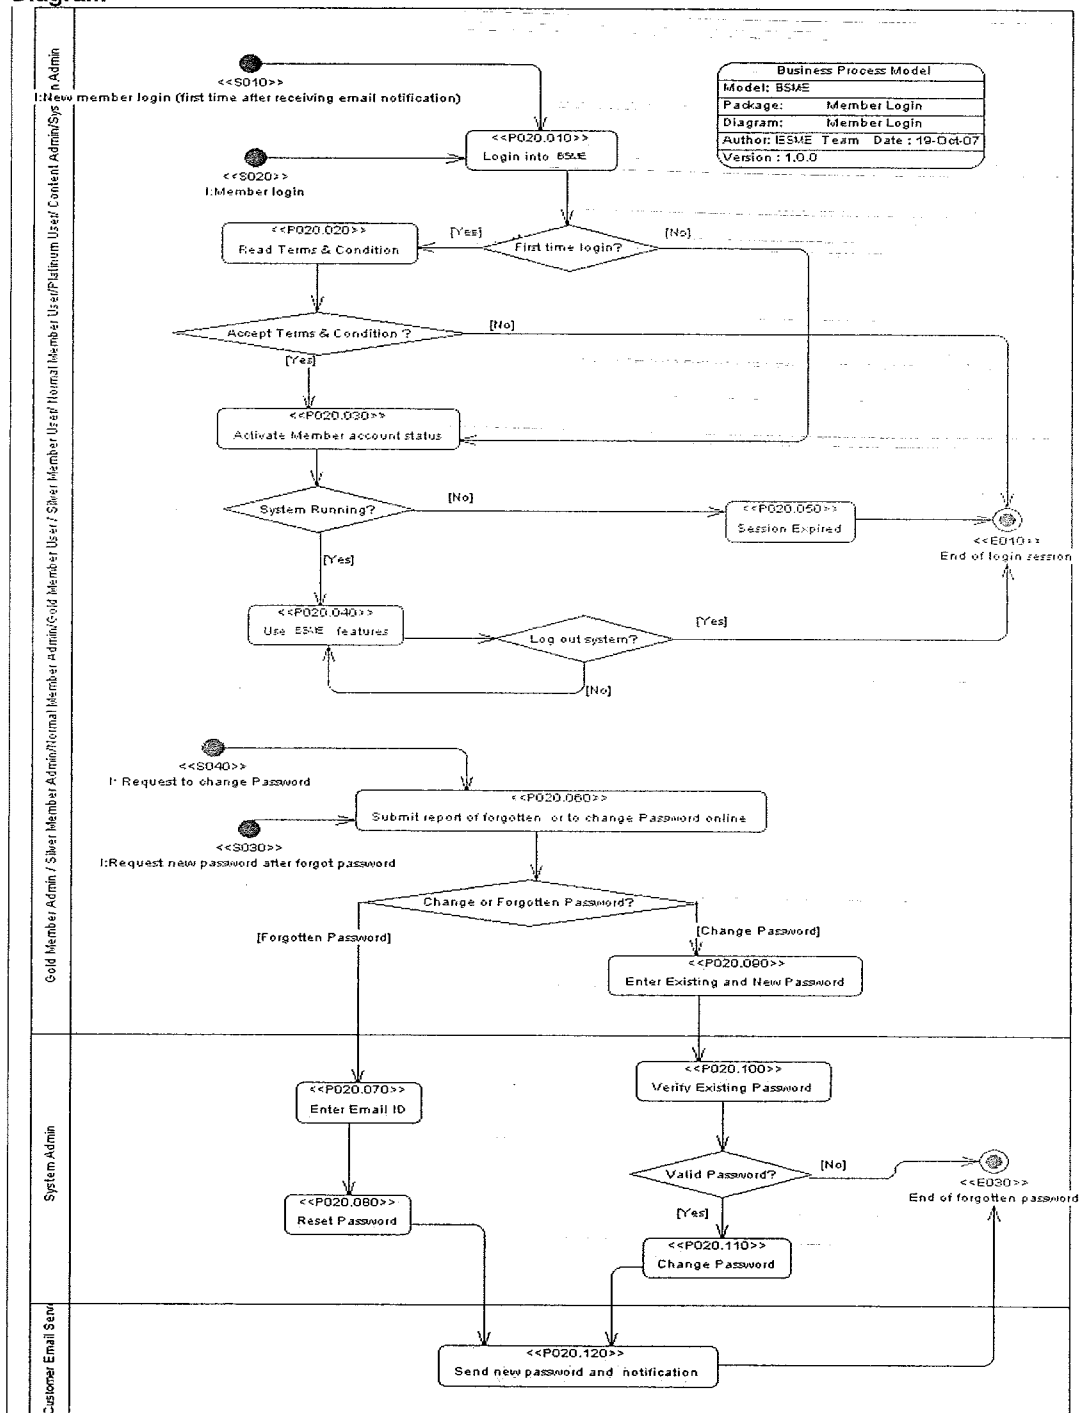 Diagram
Gold Member Admin / Silver Member Admin/Normal Member Admin/Gold Member User / Silver Member User/ Normal Member User/Platinum User/ Content Admin/Sys n Admin
<<S010>>
I:New member login (first time after receiving email notification)
Business Process Model
Model: BSME
Package: Member Login
Diagram: Member Login
Author: IESME Team Date : 19-Oct-07
Version : 1.0.0
<<P020.010>>
Login into BSME
<<S020>>
I:Member login
<<P020.020>>
Read Terms & Condition
[Yes]
First time login?
[No]
Accept Terms & Condition ?
[No]
[Yes]
<<P020.030>>
Activate Member account status
System Running?
[No]
<<P020.050>>
Session Expired
<<E010>>
End of login session
[Yes]
<<P020.040>>
Use ESME features
Log out system?
[Yes]
[No]
<<S040>>
I: Request to change Password
<<P020.060>>
Submit report of forgotten or to change Password online
<<S030>>
I:Request new password after forgot password
Change or Forgotten Password?
[Forgotten Password]
[Change Password]
<<P020.090>>
Enter Existing and New Password
System Admin
<<P020.100>>
Verify Existing Password
<<P020.070>>
Enter Email ID
Valid Password?
[No]
<<E030>>
End of forgotten password
<<P020.080>>
Reset Password
[Yes]
<<P020.110>>
Change Password
Customer Email Serv
<<P020.120>>
Send new password and notification